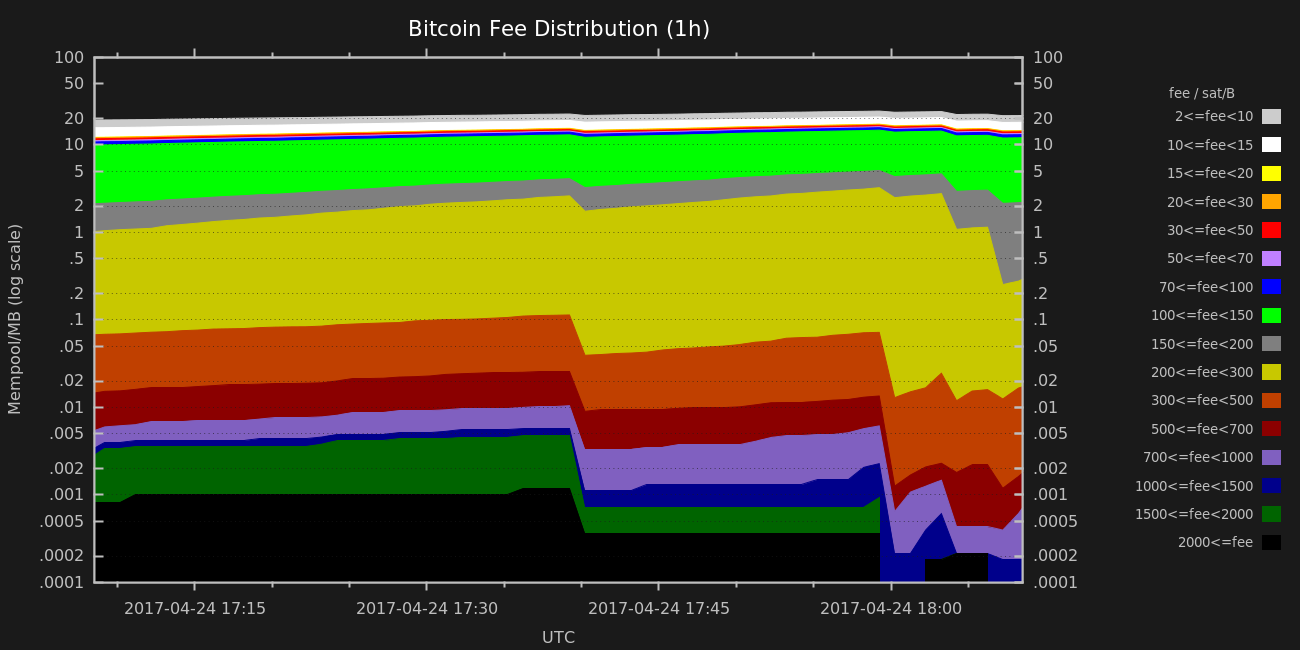 Bitcoin Fee Distribution (1h)
100 100
50 50
20 20
10 10
5 5
2 2
1 1
.5 .5
.2 .2
.1 .1
.05 .05
.02 .02
.01 .01
.005 .005
.002 .002
.001 .001
.0005 .0005
.0002 .0002
.0001 .0001
Mempool/MB (log scale)
2017-04-24 17:15 2017-04-24 17:30 2017-04-24 17:45 2017-04-24 18:00
UTC
fee / sat/B
2<=fee<10
10<=fee<15
15<=fee<20
20<=fee<30
30<=fee<50
50<=fee<70
70<=fee<100
100<=fee<150
150<=fee<200
200<=fee<300
300<=fee<500
500<=fee<700
700<=fee<1000
1000<=fee<1500
1500<=fee<2000
2000<=fee